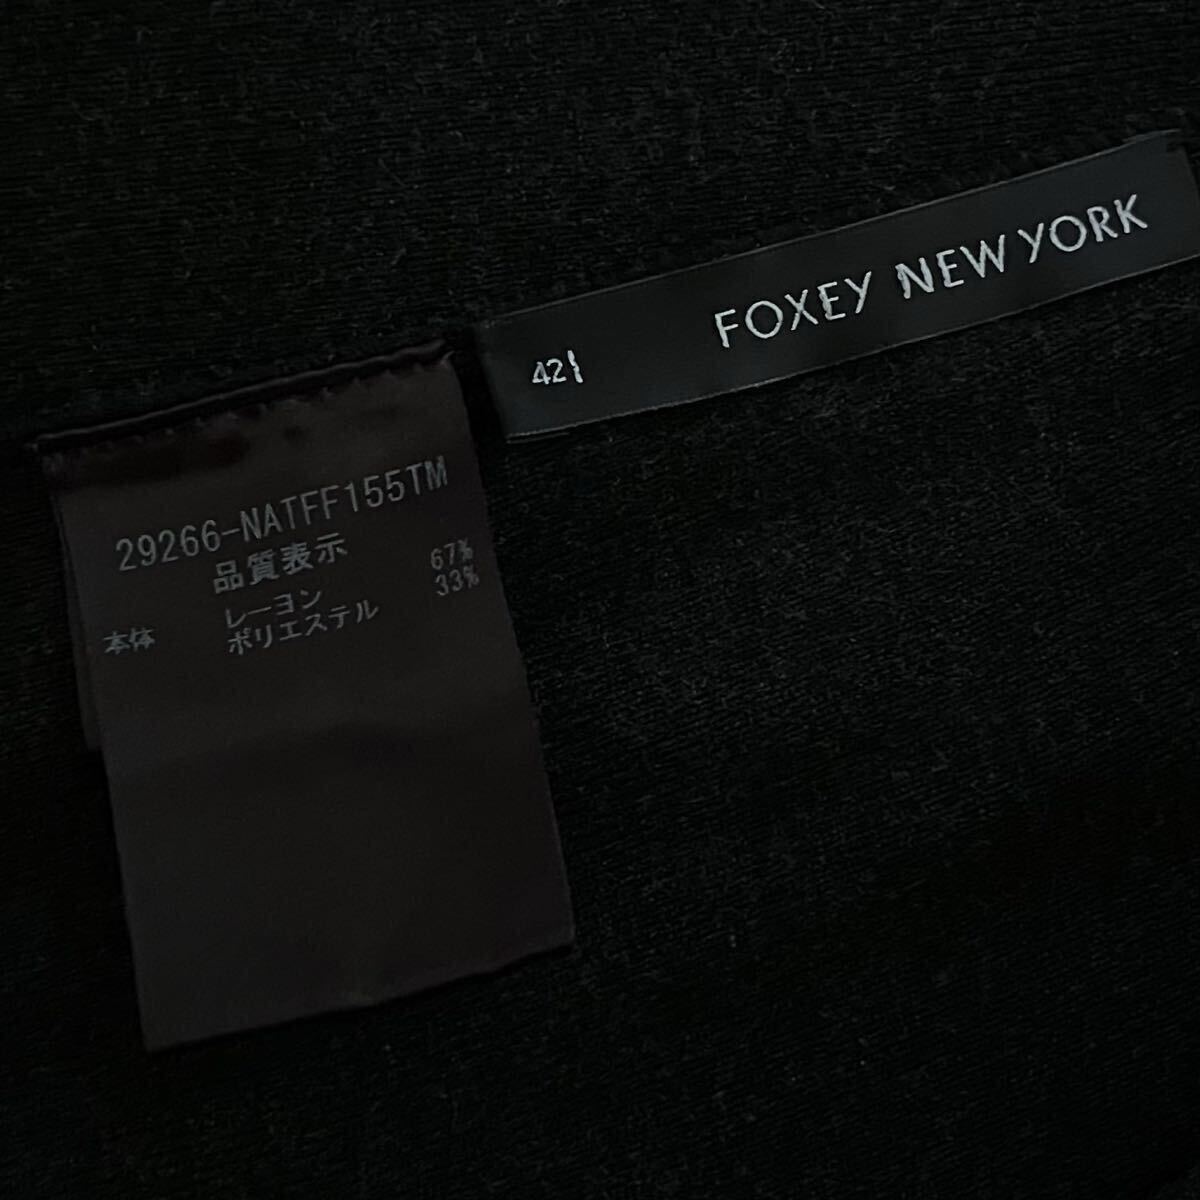 FOXEY NEW YORK
42
29266-NATFF155TM
品質表示
本体 レーヨン 67%
ポリエステル 33%